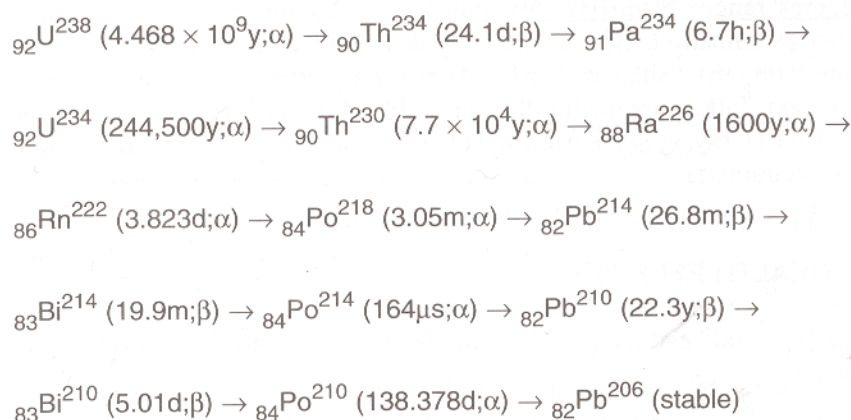 ₉₂U²³⁸ (4.468 × 10⁹y;α) → ₉₀Th²³⁴ (24.1d;β) → ₉₁Pa²³⁴ (6.7h;β) →
₉₂U²³⁴ (244,500y;α) → ₉₀Th²³⁰ (7.7 × 10⁴y;α) → ₈₈Ra²²⁶ (1600y;α) →
₈₆Rn²²² (3.823d;α) → ₈₄Po²¹⁸ (3.05m;α) → ₈₂Pb²¹⁴ (26.8m;β) →
₈₃Bi²¹⁴ (19.9m;β) → ₈₄Po²¹⁴ (164μs;α) → ₈₂Pb²¹⁰ (22.3y;β) →
₈₃Bi²¹⁰ (5.01d;β) → ₈₄Po²¹⁰ (138.378d;α) → ₈₂Pb²⁰⁶ (stable)